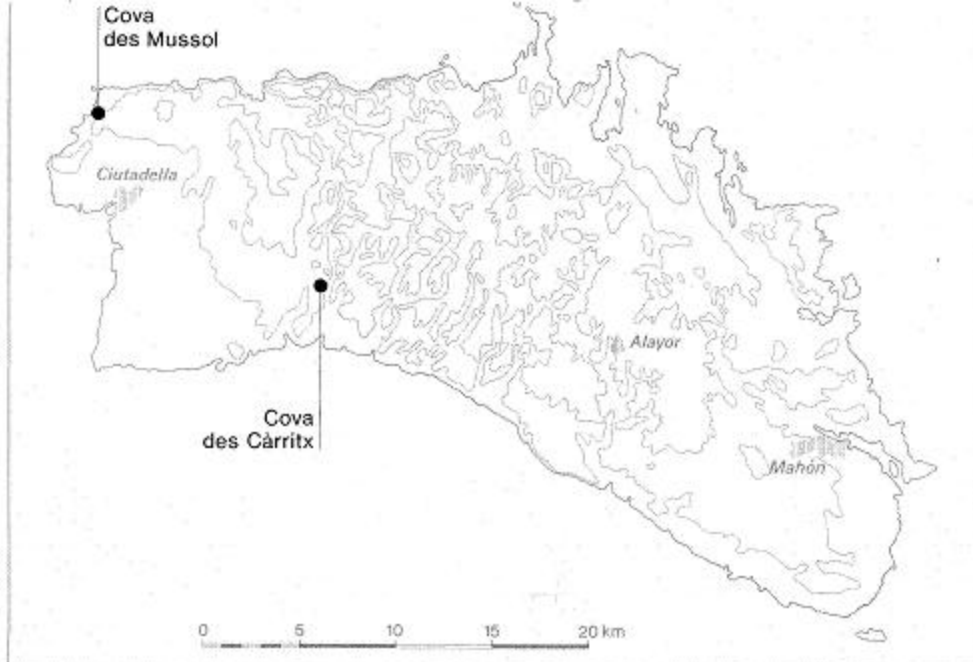 Cova
des Mussol
Ciutadella
Alayor
Cova
des Càrritx
Mahón
0 5 10 15 20 km